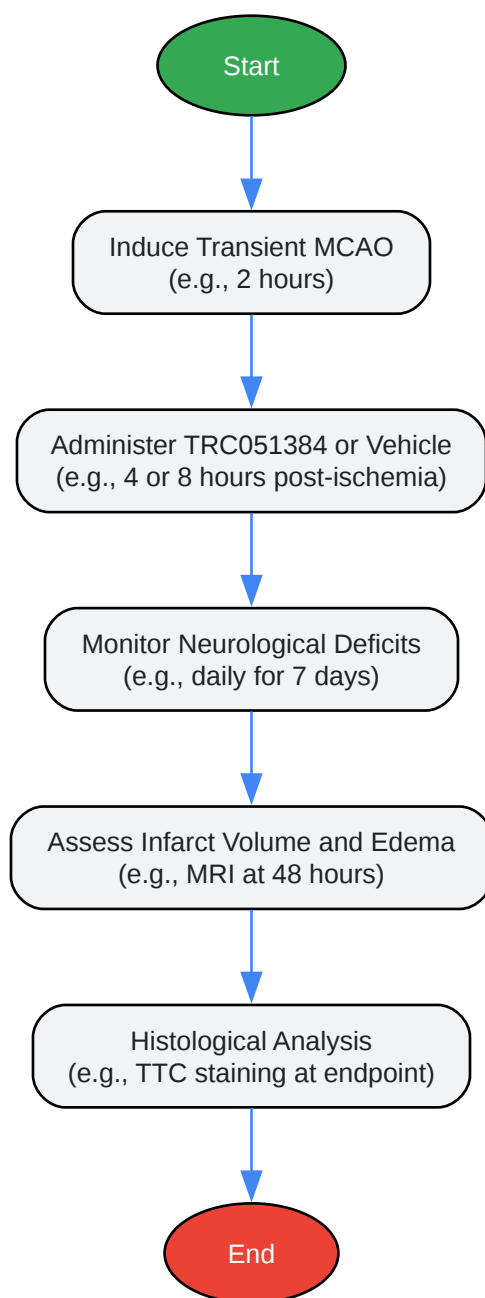 Start
Induce Transient MCAO
(e.g., 2 hours)
Administer TRC051384 or Vehicle
(e.g., 4 or 8 hours post-ischemia)
Monitor Neurological Deficits
(e.g., daily for 7 days)
Assess Infarct Volume and Edema
(e.g., MRI at 48 hours)
Histological Analysis
(e.g., TTC staining at endpoint)
End